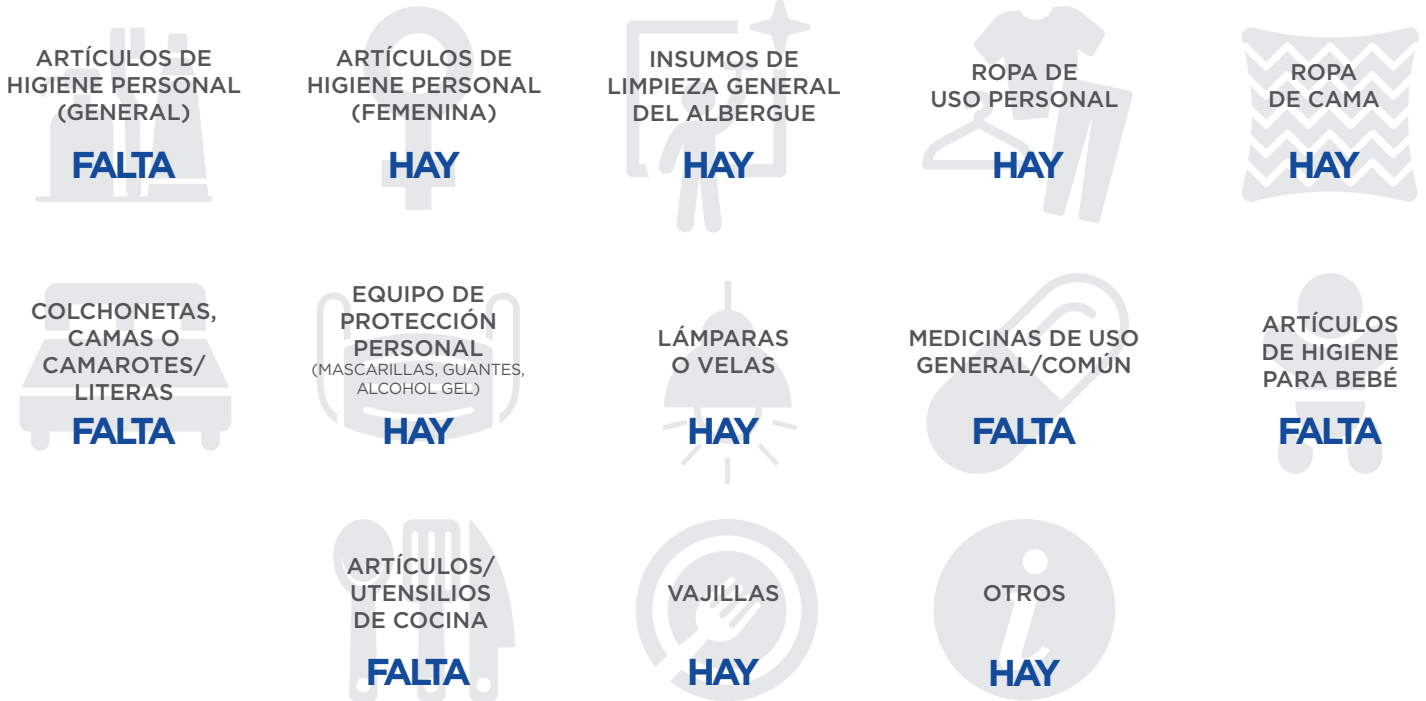 ARTÍCULOS DE
HIGIENE PERSONAL
(GENERAL)
FALTA
ARTÍCULOS DE
HIGIENE PERSONAL
(FEMENINA)
HAY
INSUMOS DE
LIMPIEZA GENERAL
DEL ALBERGUE
HAY
ROPA DE
USO PERSONAL
HAY
ROPA
DE CAMA
HAY
COLCHONETAS,
CAMAS O
CAMAROTES/
LITERAS
FALTA
EQUIPO DE
PROTECCIÓN
PERSONAL
(MASCARILLAS, GUANTES,
ALCOHOL GEL)
HAY
LÁMPARAS
O VELAS
HAY
MEDICINAS DE USO
GENERAL/COMÚN
FALTA
ARTÍCULOS
DE HIGIENE
PARA BEBÉ
FALTA
ARTÍCULOS/
UTENSILIOS
DE COCINA
FALTA
VAJILLAS
HAY
OTROS
HAY